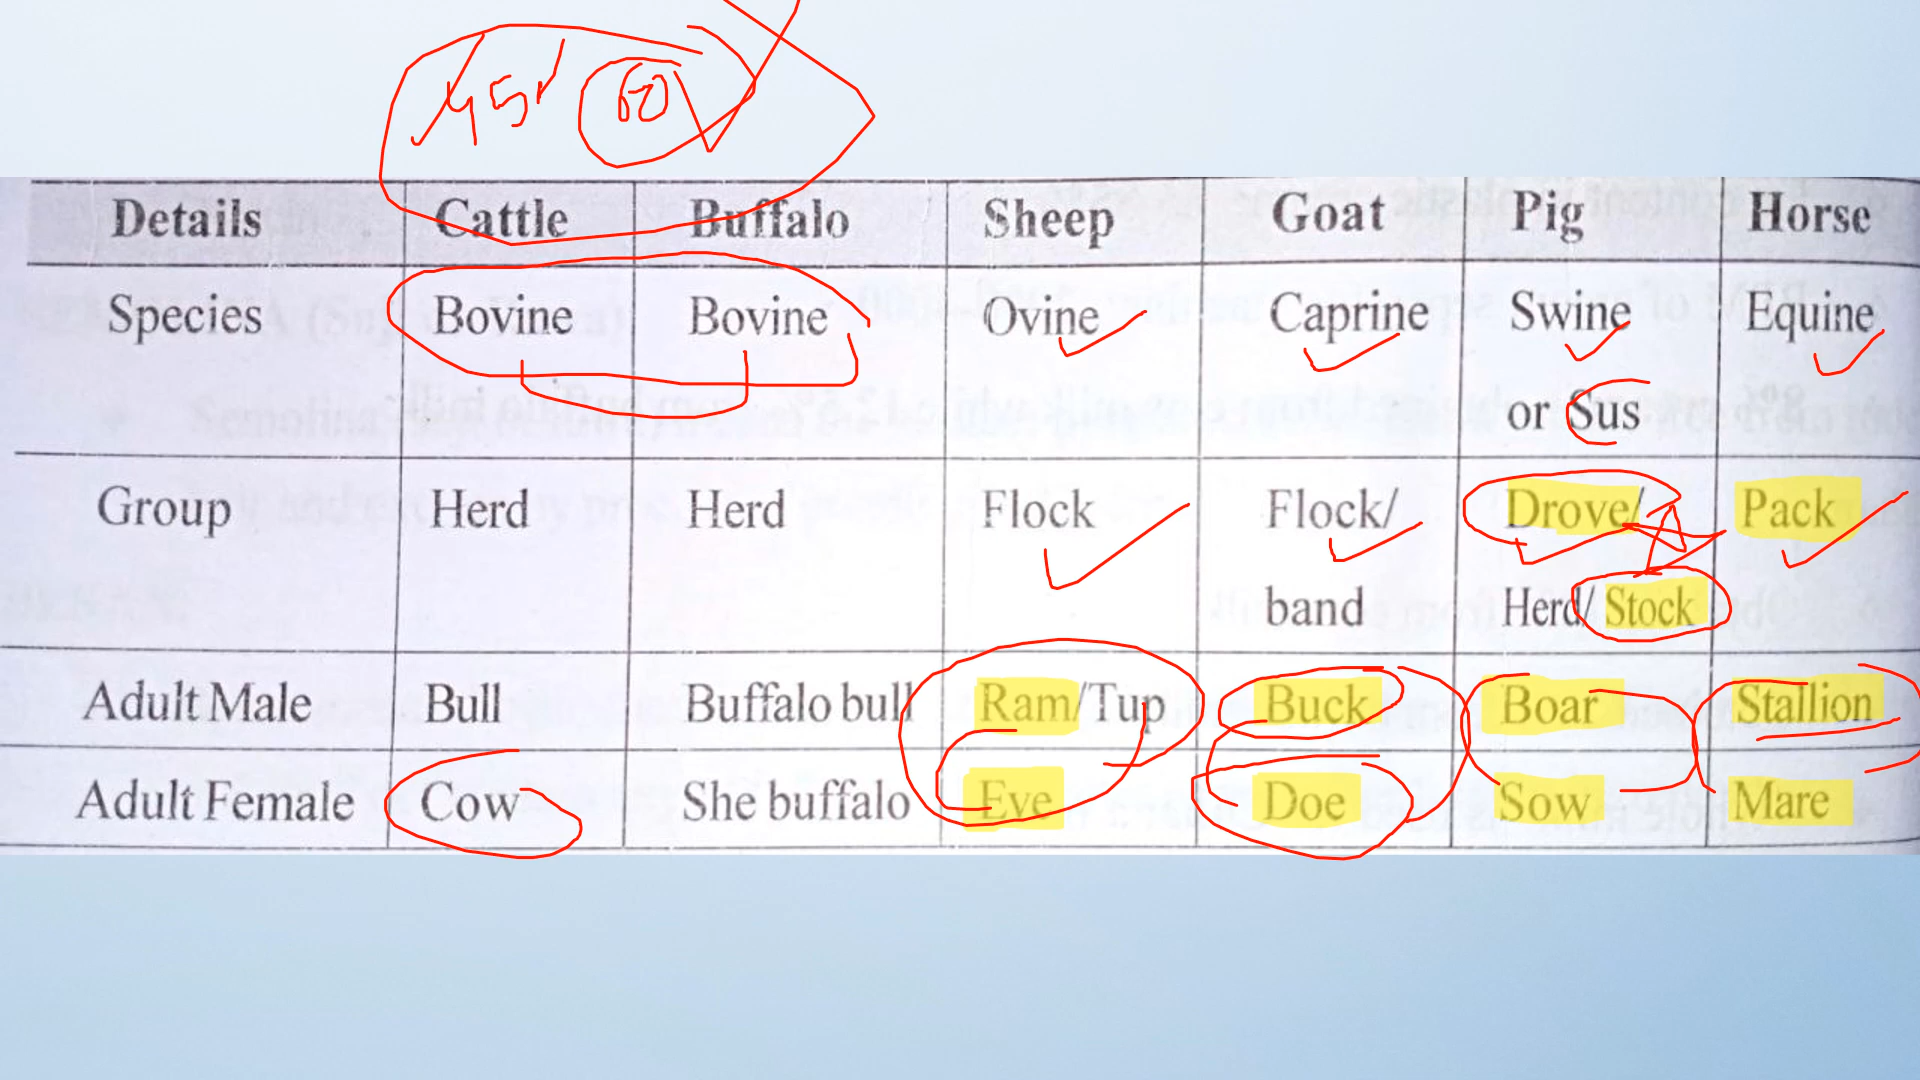 45 60
Details Cattle Buffalo Sheep Goat Pig Horse
Species Bovine Bovine Ovine Caprine Swine Equine
or Sus
Group Herd Herd Flock Flock/ Drove/ Pack
band Herd/ Stock
Adult Male Bull Buffalo bull Ram/Tup Buck Boar Stallion
Adult Female Cow She buffalo Eve Doe Sow Mare